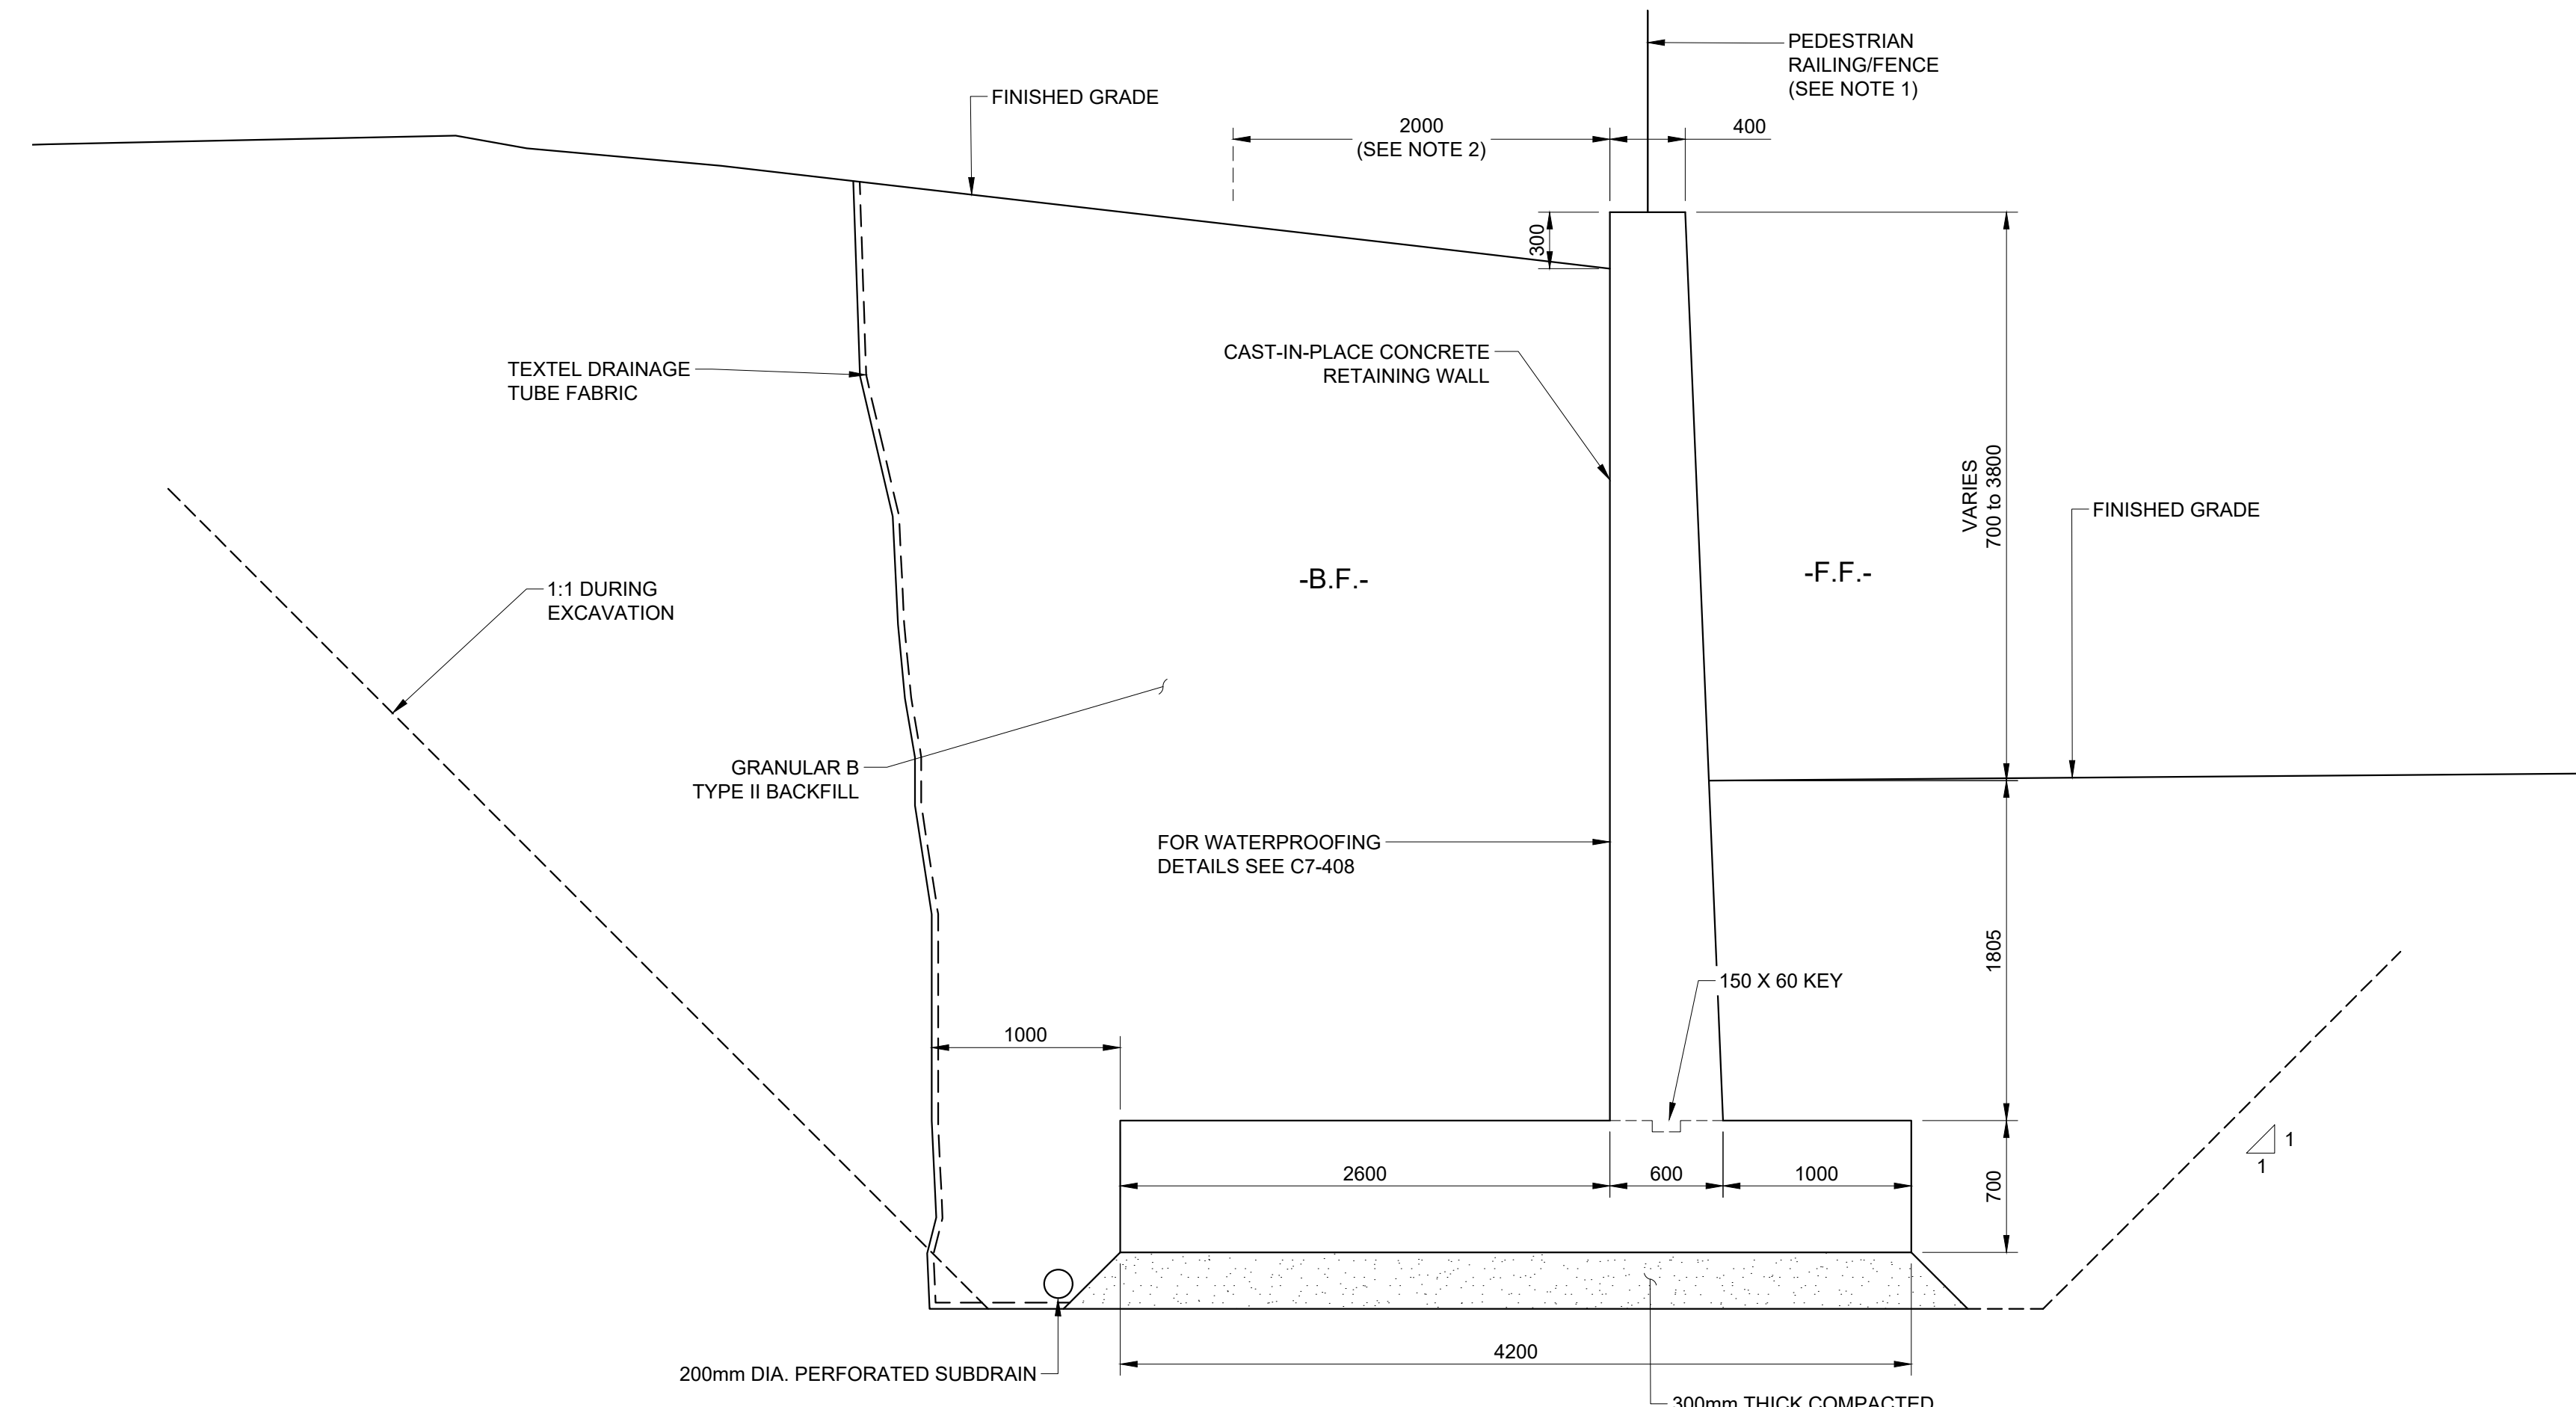 PEDESTRIAN
RAILING/FENCE
(SEE NOTE 1)
FINISHED GRADE
2000
(SEE NOTE 2)
400
300
TEXTEL DRAINAGE
TUBE FABRIC
CAST-IN-PLACE CONCRETE
RETAINING WALL
VARIES
700 to 3800
FINISHED GRADE
-B.F.-
-F.F.-
1:1 DURING
EXCAVATION
GRANULAR B
TYPE II BACKFILL
FOR WATERPROOFING
DETAILS SEE C7-408
1805
150 X 60 KEY
1000
2600
600
1000
700
1
1
4200
200mm DIA. PERFORATED SUBDRAIN
300mm THICK COMPACTED